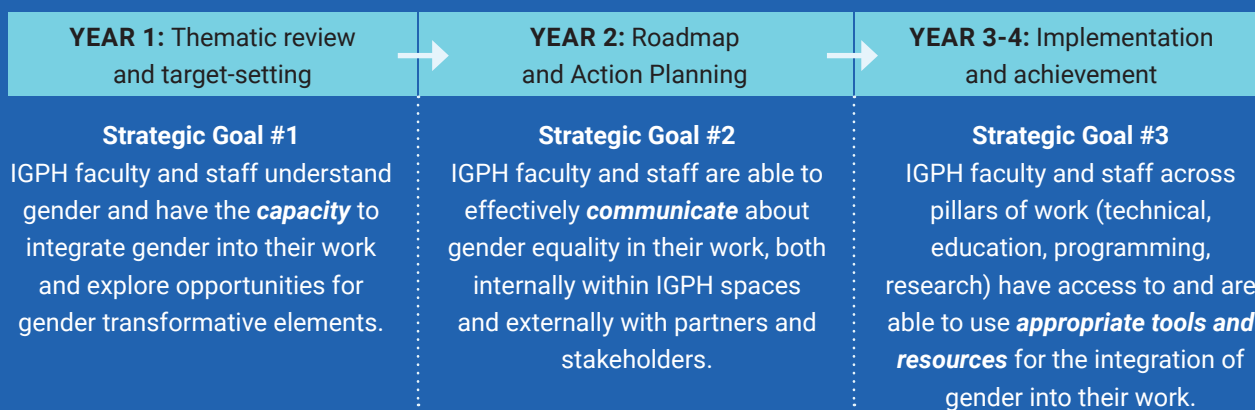 YEAR 1: Thematic review
and target-setting
YEAR 2: Roadmap
and Action Planning
YEAR 3-4: Implementation
and achievement
Strategic Goal #1
IGPH faculty and staff understand
gender and have the capacity to
integrate gender into their work
and explore opportunities for
gender transformative elements.
Strategic Goal #2
IGPH faculty and staff are able to
effectively communicate about
gender equality in their work, both
internally within IGPH spaces
and externally with partners and
stakeholders.
Strategic Goal #3
IGPH faculty and staff across
pillars of work (technical,
education, programming,
research) have access to and are
able to use appropriate tools and
resources for the integration of
gender into their work.